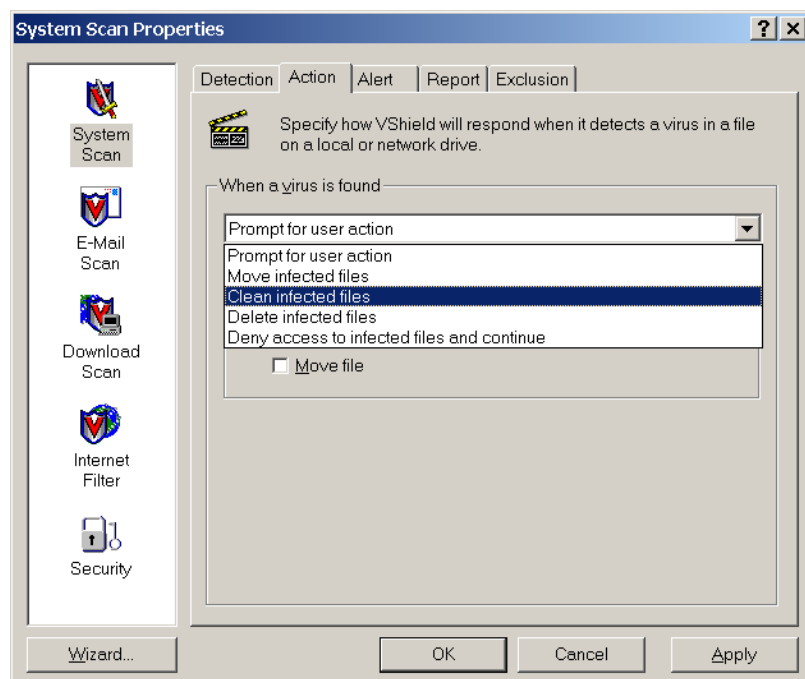 System Scan Properties
System
Scan
E-Mail
Scan
Download
Scan
Internet
Filter
Security
Detection
Action
Alert
Report
Exclusion
Specify how VShield will respond when it detects a virus in a file
on a local or network drive.
When a virus is found
Prompt for user action
Prompt for user action
Move infected files
Clean infected files
Delete infected files
Deny access to infected files and continue
Move file
Wizard...
OK
Cancel
Apply